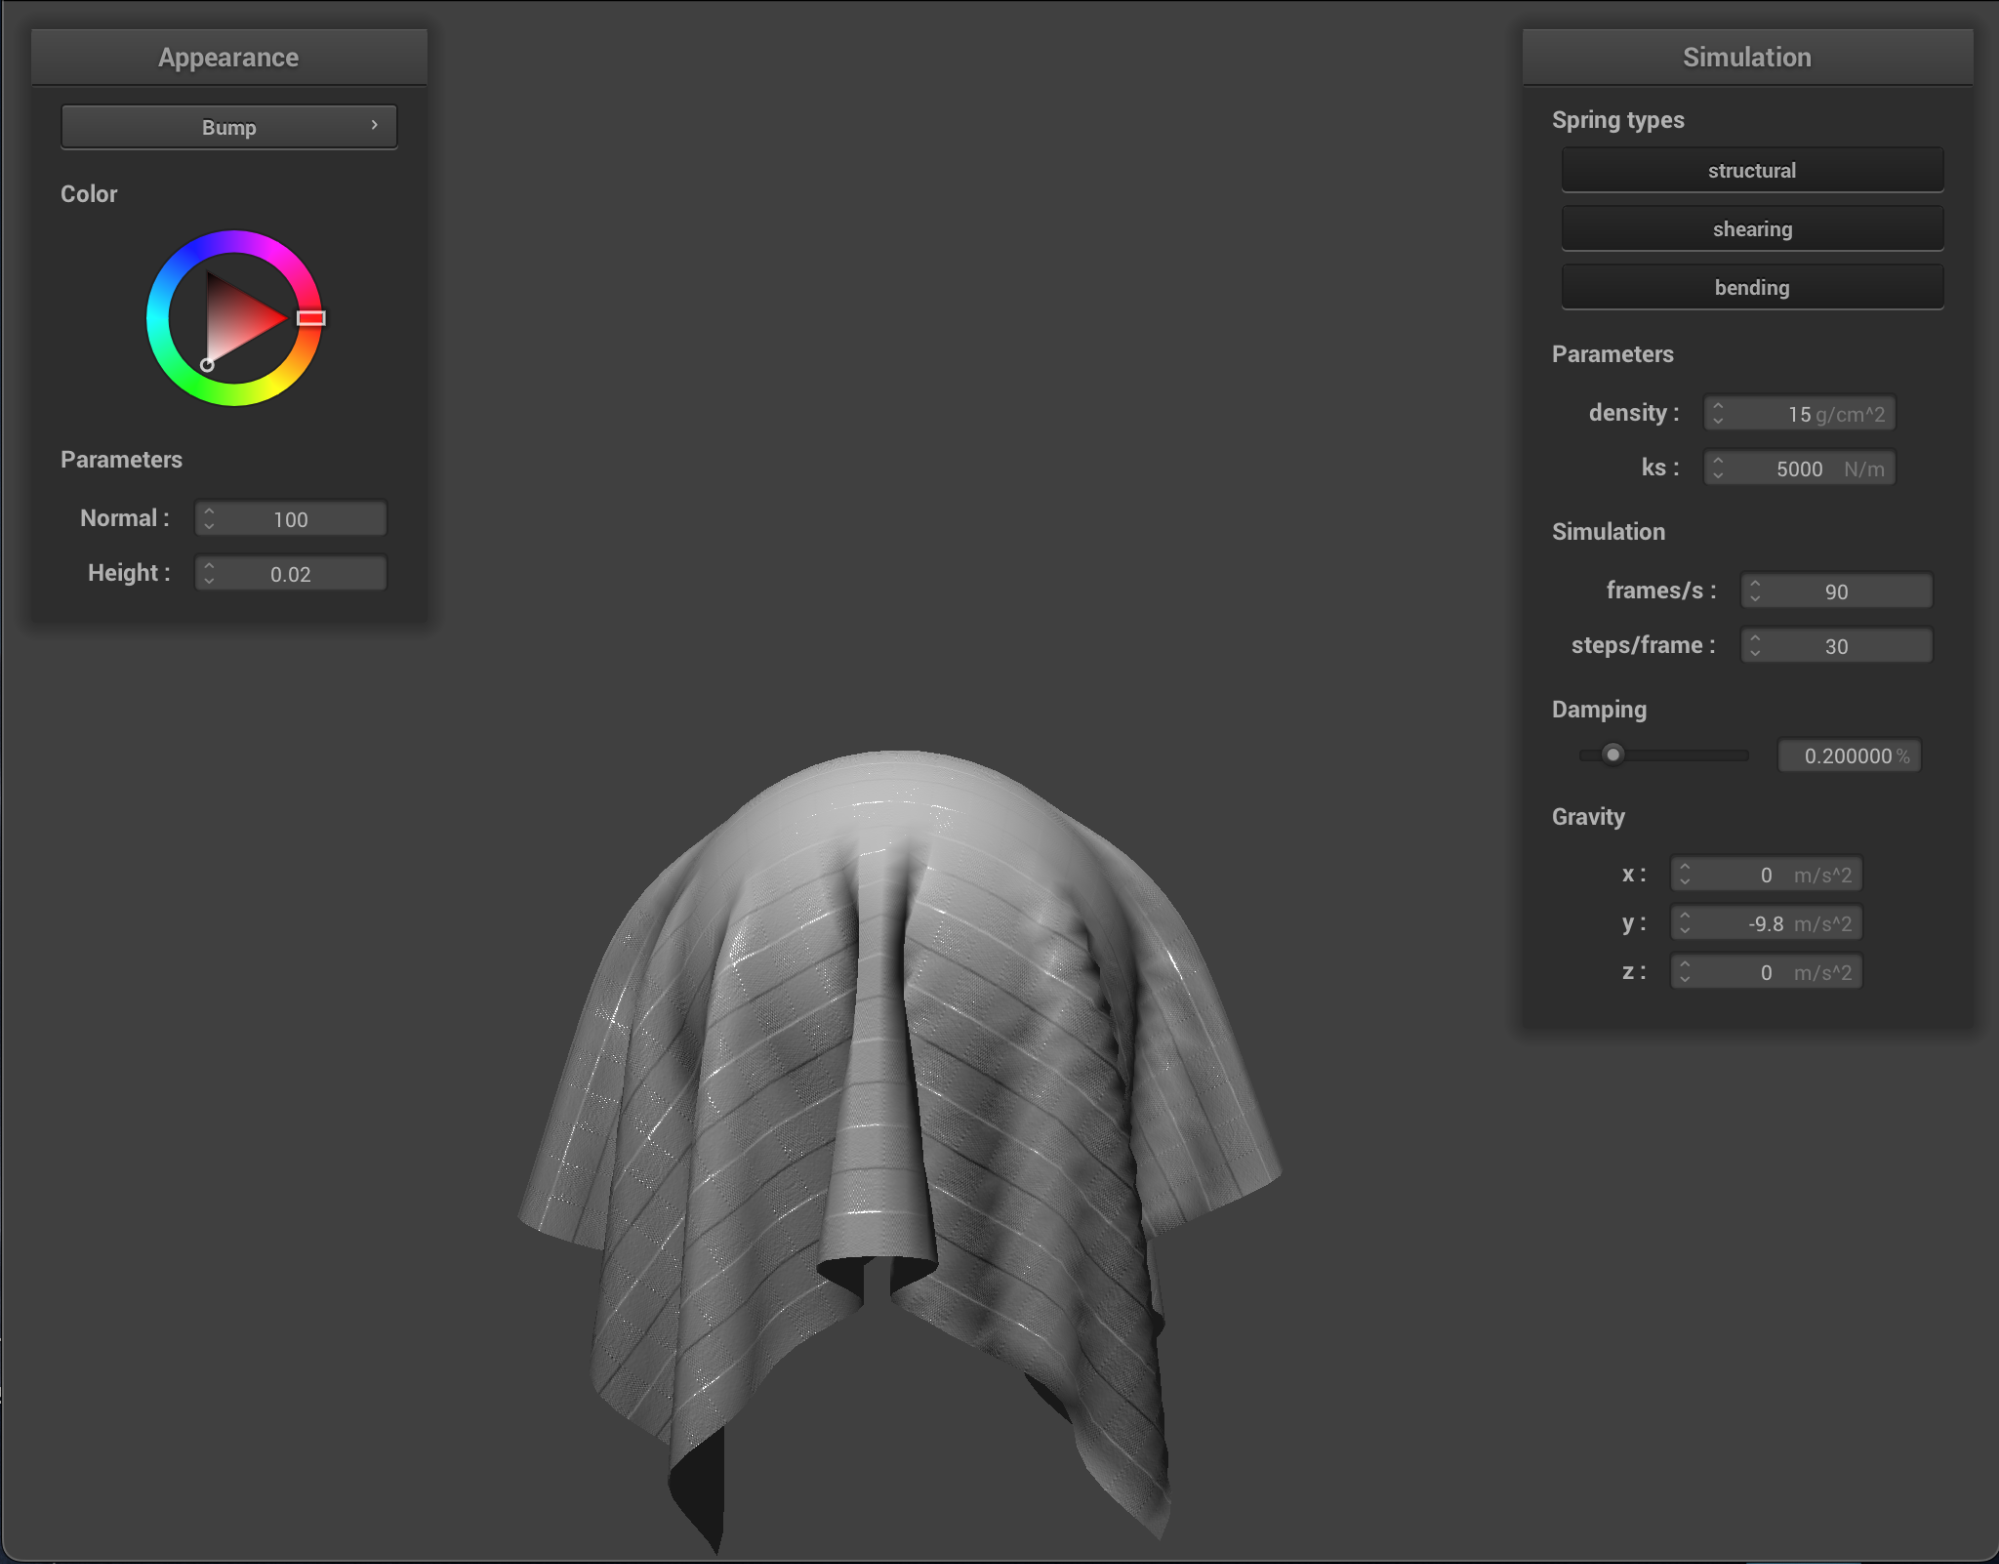 Appearance
Bump
Color
Parameters
Normal : 100
Height : 0.02
Simulation
Spring types
structural
shearing
bending
Parameters
density : 15 g/cm^2
ks : 5000 N/m
Simulation
frames/s : 90
steps/frame : 30
Damping
0.200000 %
Gravity
x : 0 m/s^2
y : -9.8 m/s^2
z : 0 m/s^2